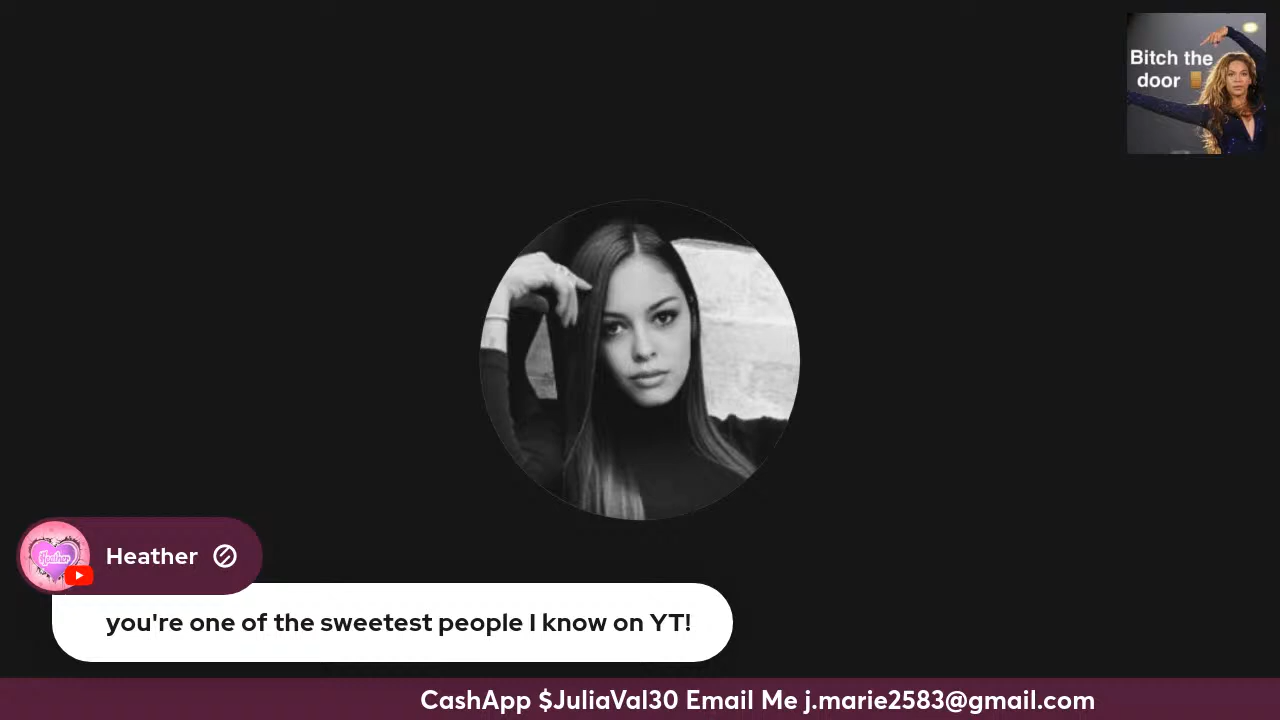 Bitch the
door
Heather
Heather
you're one of the sweetest people I know on YT!
CashApp $JuliaVal30 Email Me j.marie2583@gmail.com